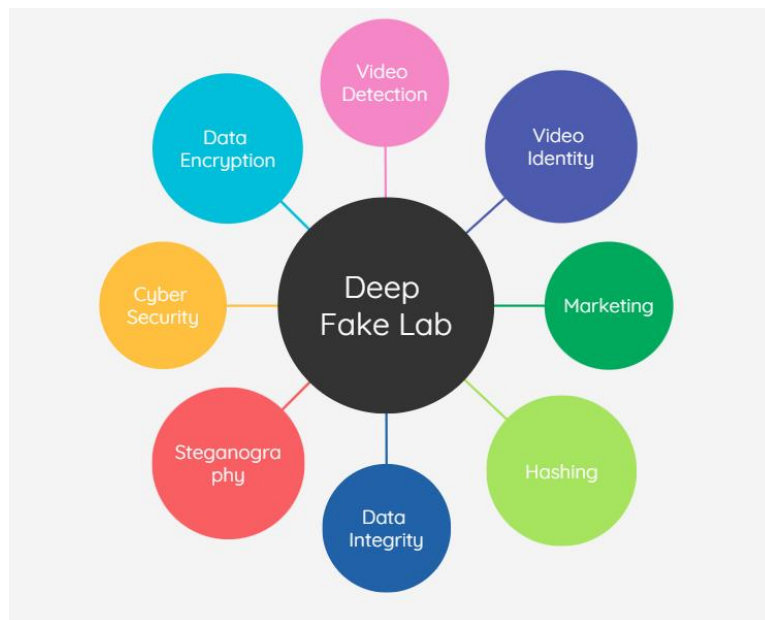 Video
Detection
Data
Encryption
Video
Identity
Cyber
Security
Deep
Fake Lab
Marketing
Steganogra
phy
Hashing
Data
Integrity